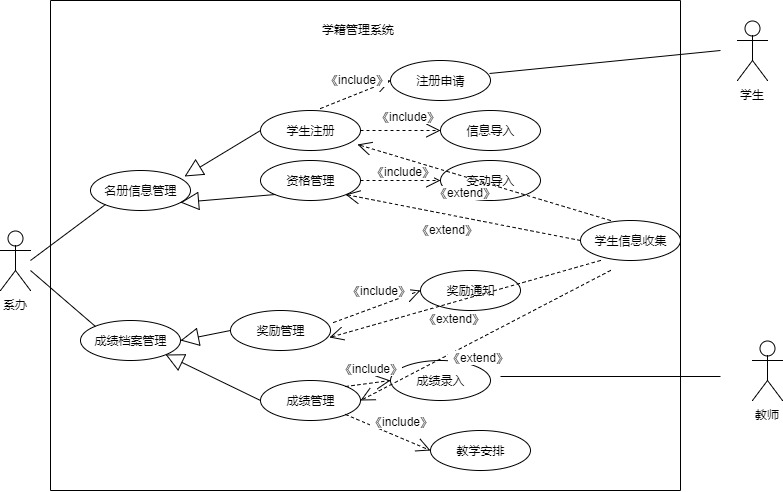 学籍管理系统
《include》
注册申请
学生
学生注册
《include》
信息导入
名册信息管理
资格管理
《include》
变动导入
《extend》
《extend》
学生信息收集
系办
成绩档案管理
奖励管理
《include》
奖励通知
《extend》
《extend》
《include》
成绩录入
成绩管理
教师
《include》
教学安排